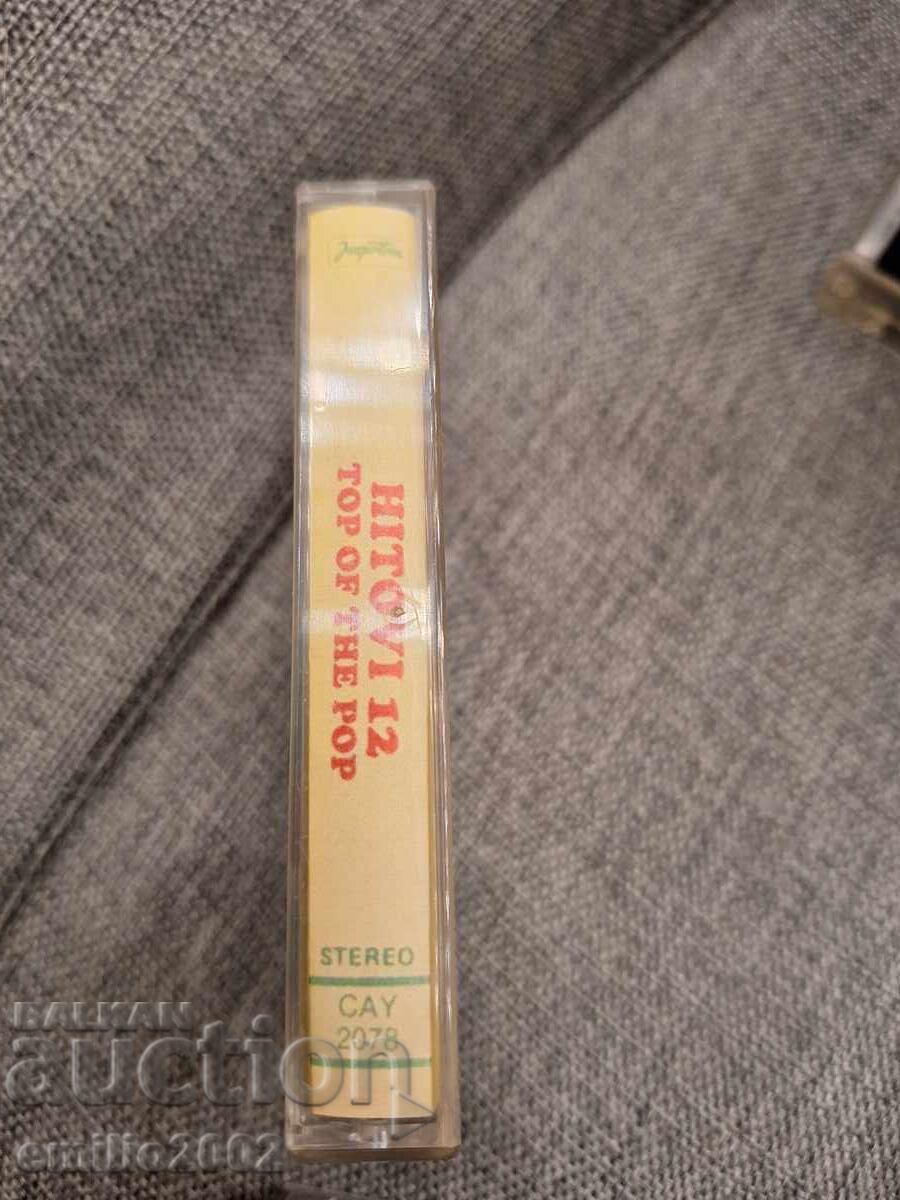 Jugoton
HITOVI 12
TOP OF THE POP
STEREO
CAY
2078
BALKAN
auction
emilio2002